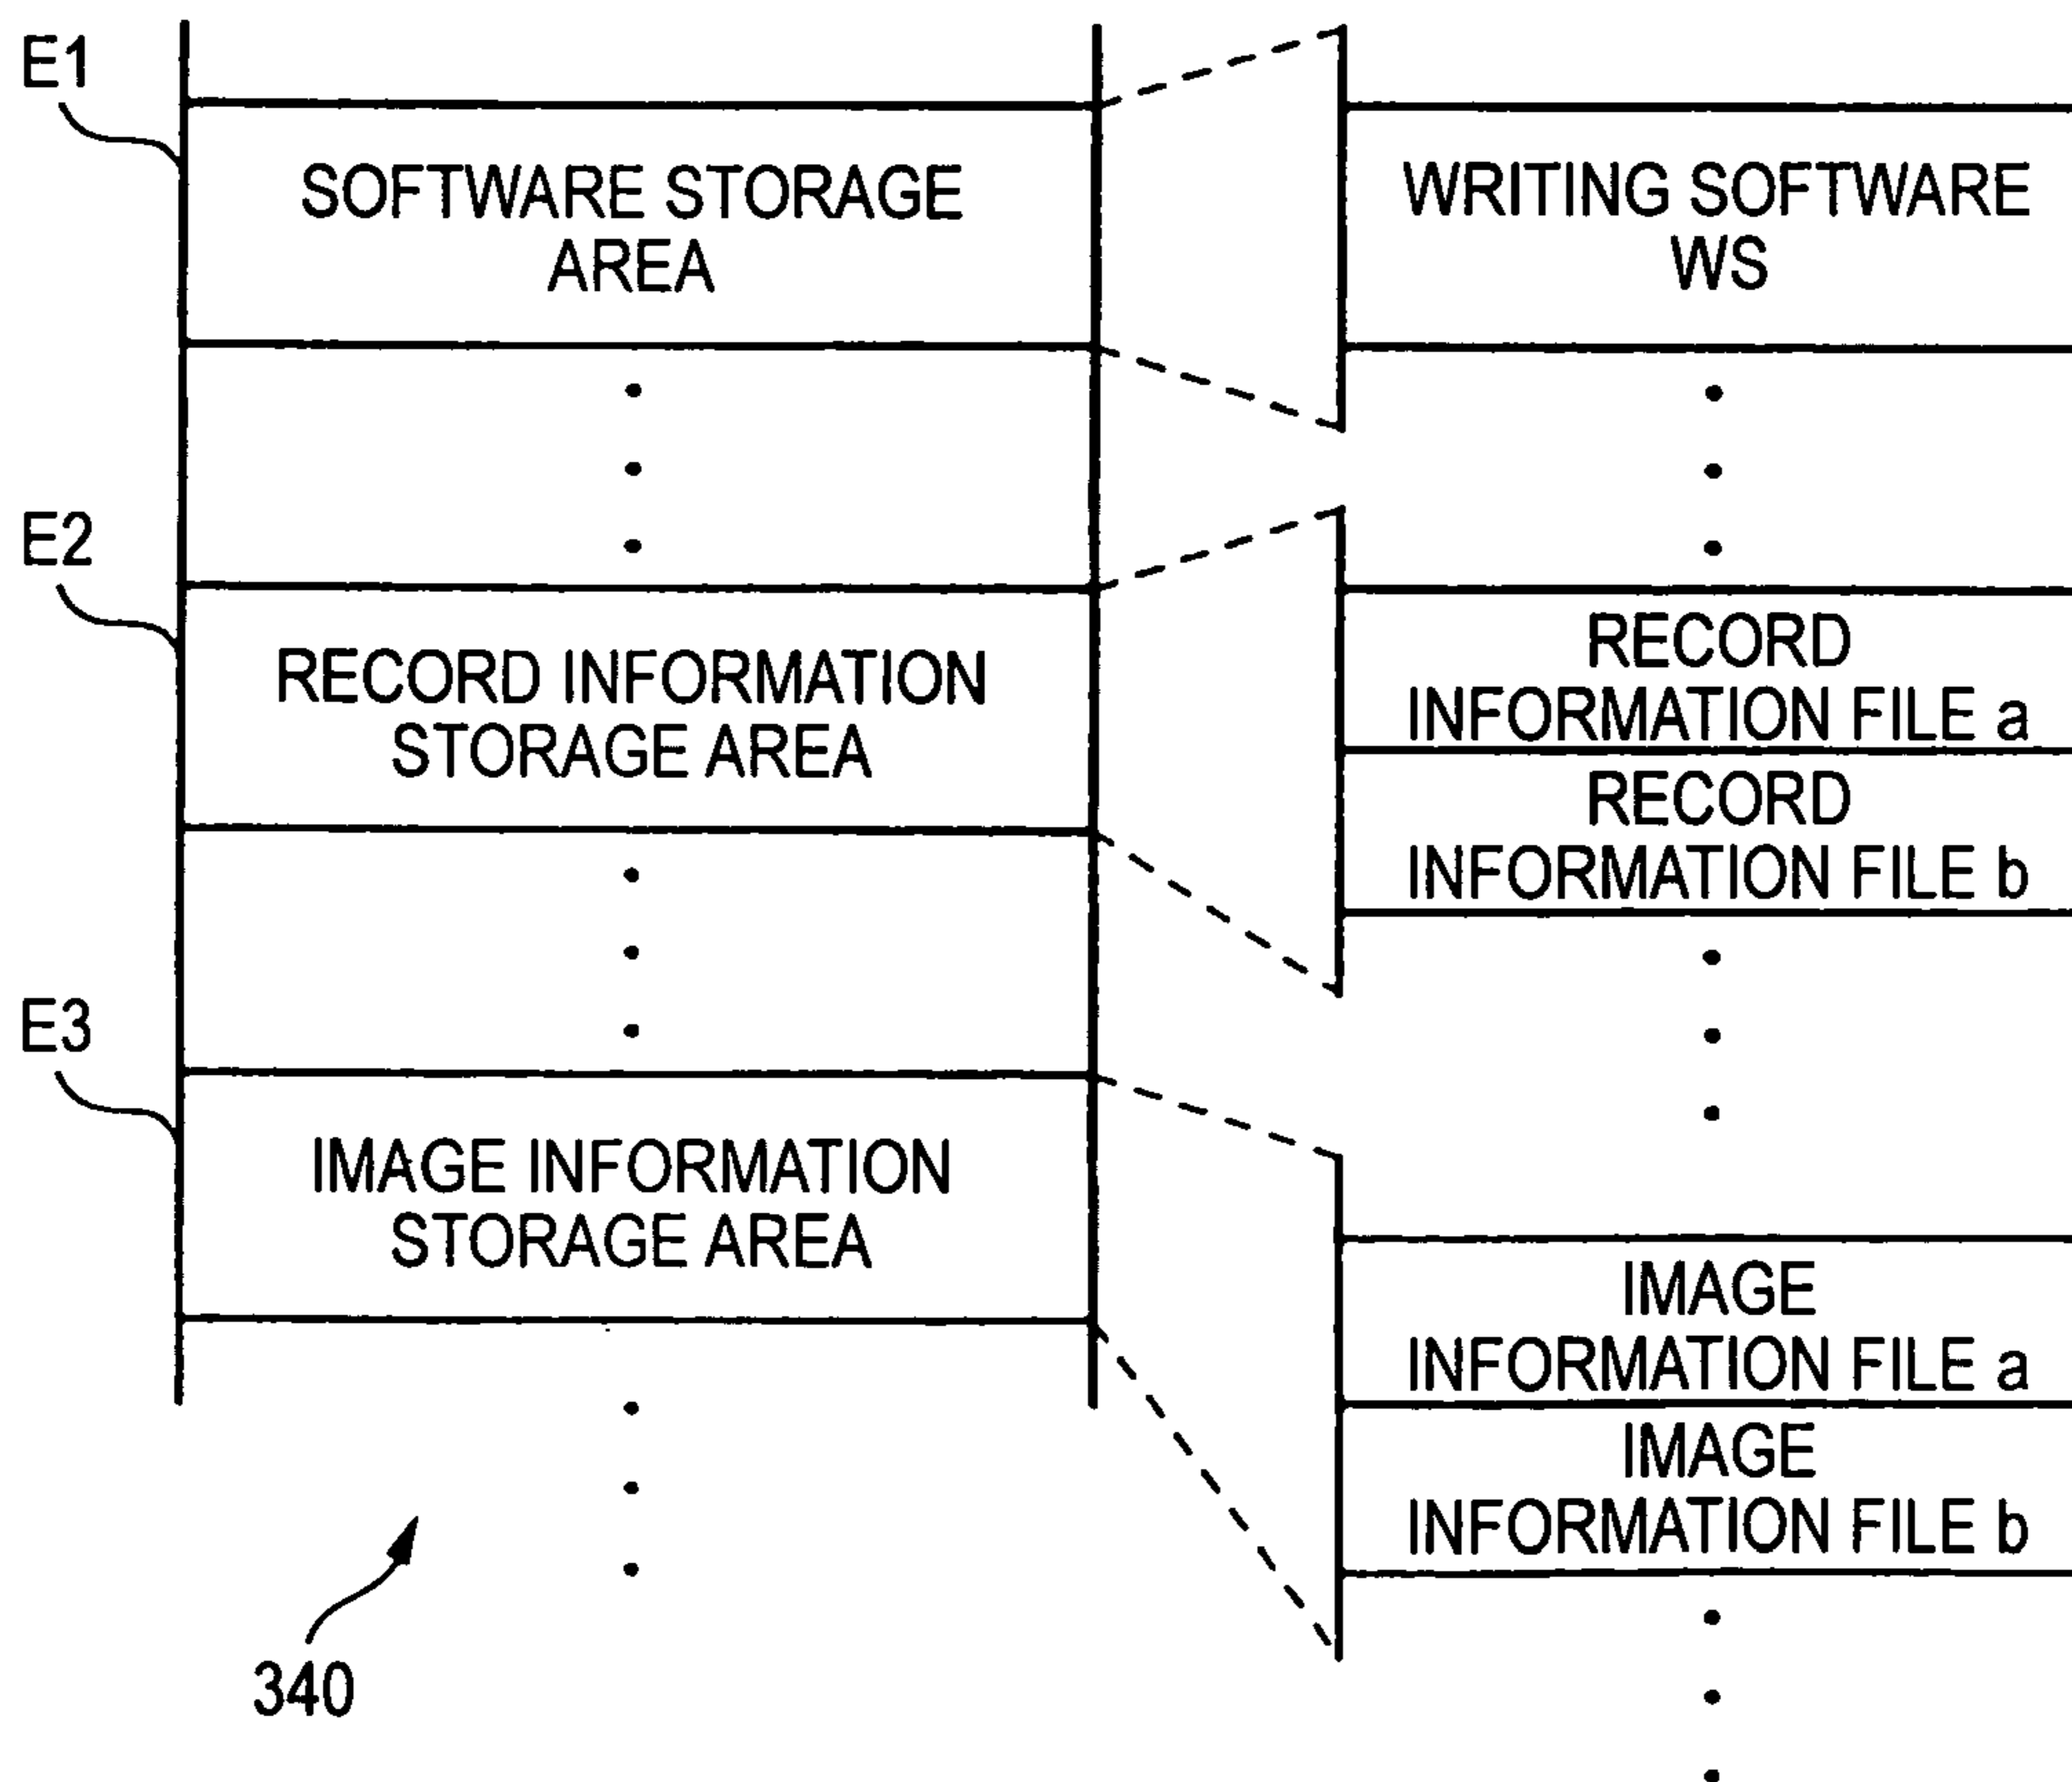 E1
SOFTWARE STORAGE
AREA
WRITING SOFTWARE
WS
E2
RECORD INFORMATION
STORAGE AREA
RECORD
INFORMATION FILE a
RECORD
INFORMATION FILE b
E3
IMAGE INFORMATION
STORAGE AREA
IMAGE
INFORMATION FILE a
IMAGE
INFORMATION FILE b
340